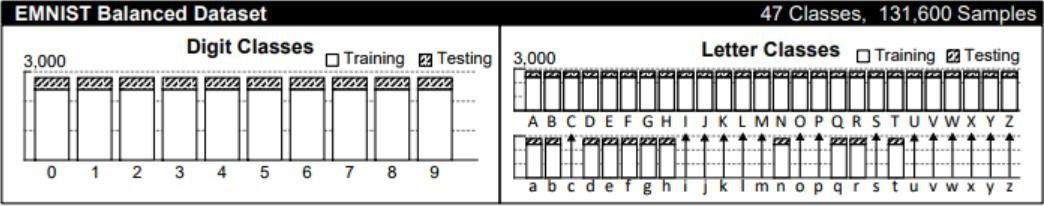 EMNIST Balanced Dataset 47 Classes, 131,600 Samples
Digit Classes
Training Testing
3,000
0 1 2 3 4 5 6 7 8 9
Letter Classes
Training Testing
3,000
A B C D E F G H I J K L M N O P Q R S T U V W X Y Z
a b c d e f g h i j k l m n o p q r s t u v w x y z